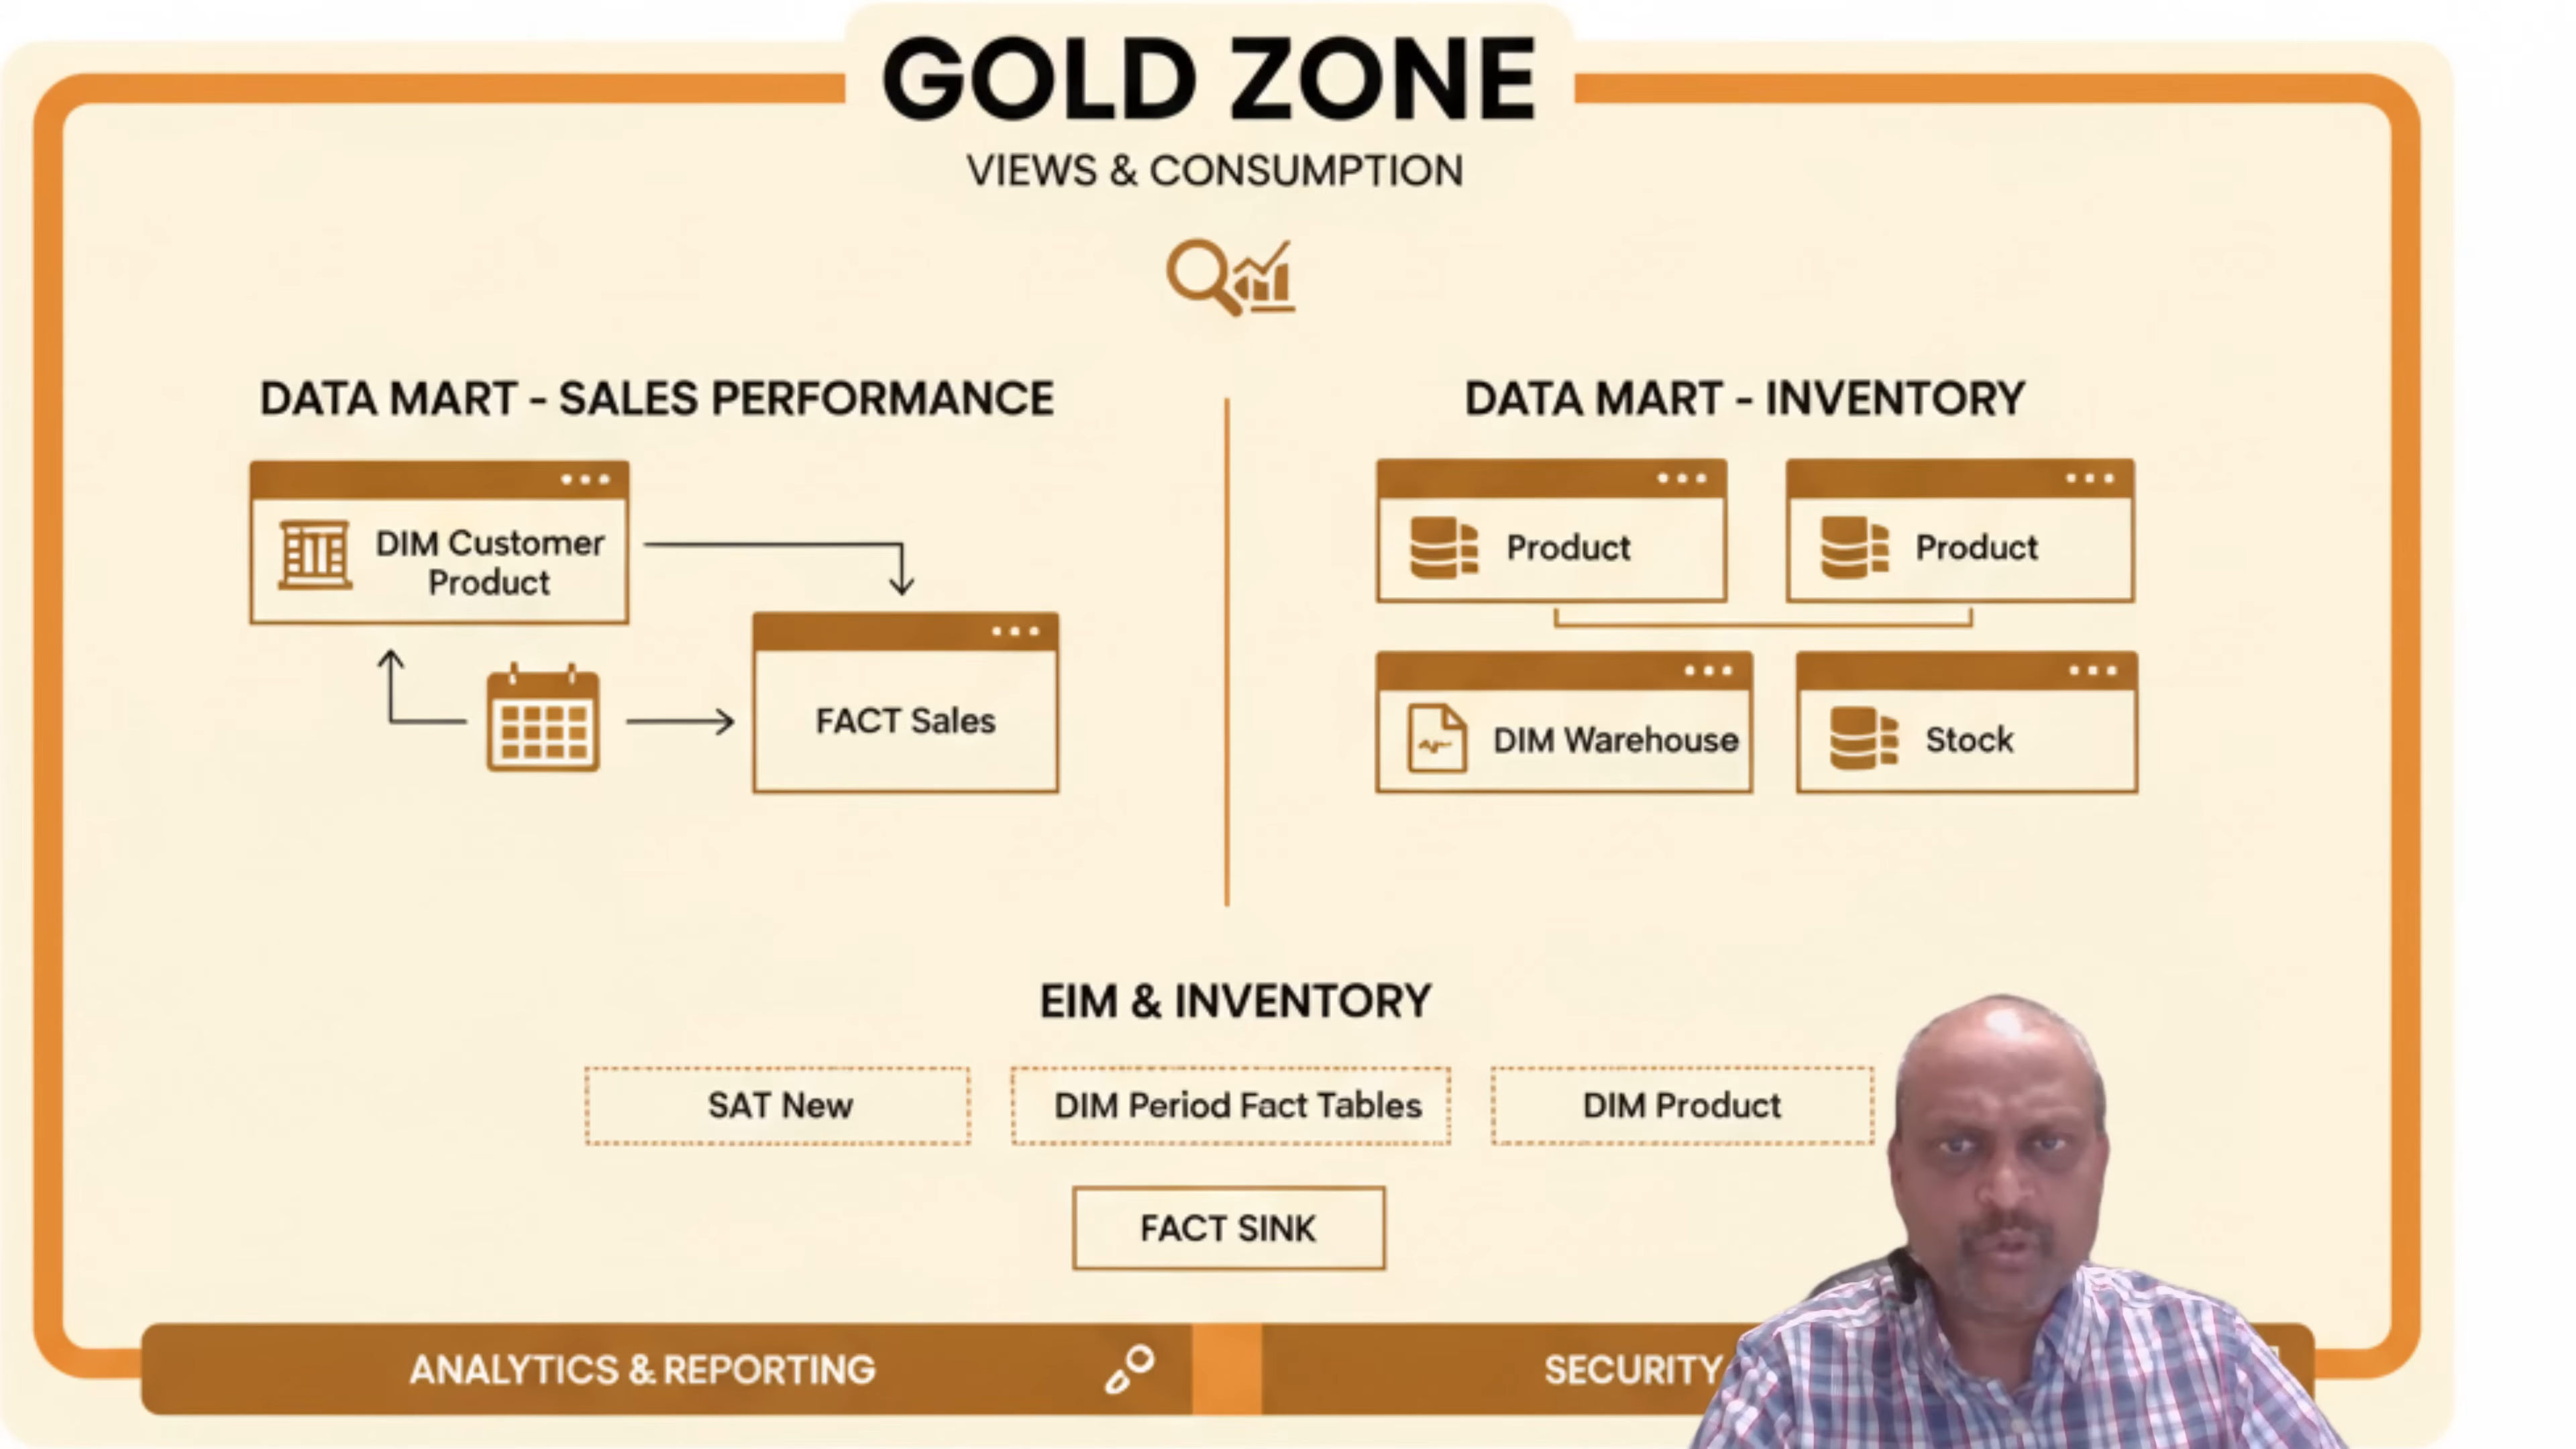 GOLD ZONE
VIEWS & CONSUMPTION
DATA MART - SALES PERFORMANCE
DIM Customer
Product
FACT Sales
DATA MART - INVENTORY
Product
Product
DIM Warehouse
Stock
EIM & INVENTORY
SAT New
DIM Period Fact Tables
DIM Product
FACT SINK
ANALYTICS & REPORTING
SECURITY